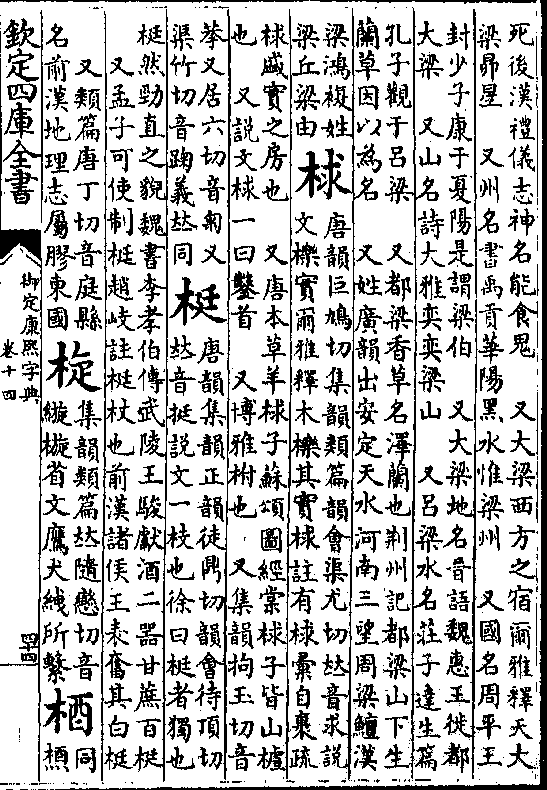 死後漢禮儀志神名能食鬼　又大梁西方之宿爾雅釋天大
梁昴星　又州名書禹貢華陽黑水惟梁州　又國名周平王
封少子康于夏陽是謂梁伯　又大梁地名晉語魏惠王徙都
大梁　又山名詩大雅奕奕梁山　又呂梁水名莊子達生篇
孔子觀于呂梁　又都梁香草名澤蘭也荆州記都梁山下生
蘭草因以為名　又姓廣韻出安定天水河南三望周梁鱣漢
梁鴻複姓
梁丘梁由
梂
唐韻巨鳩切集韻類篇韻會渠尤切𠀤音求說
文櫟實爾雅釋木櫟其實梂註有梂彙自裹疏
梂盛實之房也　又唐本草羊梂子蘇頌圖經棠梂子皆山樝
也　又說文梂一曰鑿首　又博雅柎也　又集韻拘玉切音
拲又居六切音匊又
渠竹切音踘義𠀤同
梃
唐韻集韻正韻徒鼎切韻會待頂切
𠀤音挺說文一枝也徐曰梃者獨也
梃然勁直之貌魏書李孝伯傳武陵王駿獻酒二器甘蔗百梃
又孟子可使制梃趙岐註梃杖也前漢諸侯王表奮其白梃
又類篇唐丁切音庭縣
名前漢地理志屬膠東國
㮌
集韻類篇𠀤隨戀切音
縼㮌省文鷹犬緤所繫
同
梄
槱
欽定四庫全書
御定康熙字典
卷十四
四十四